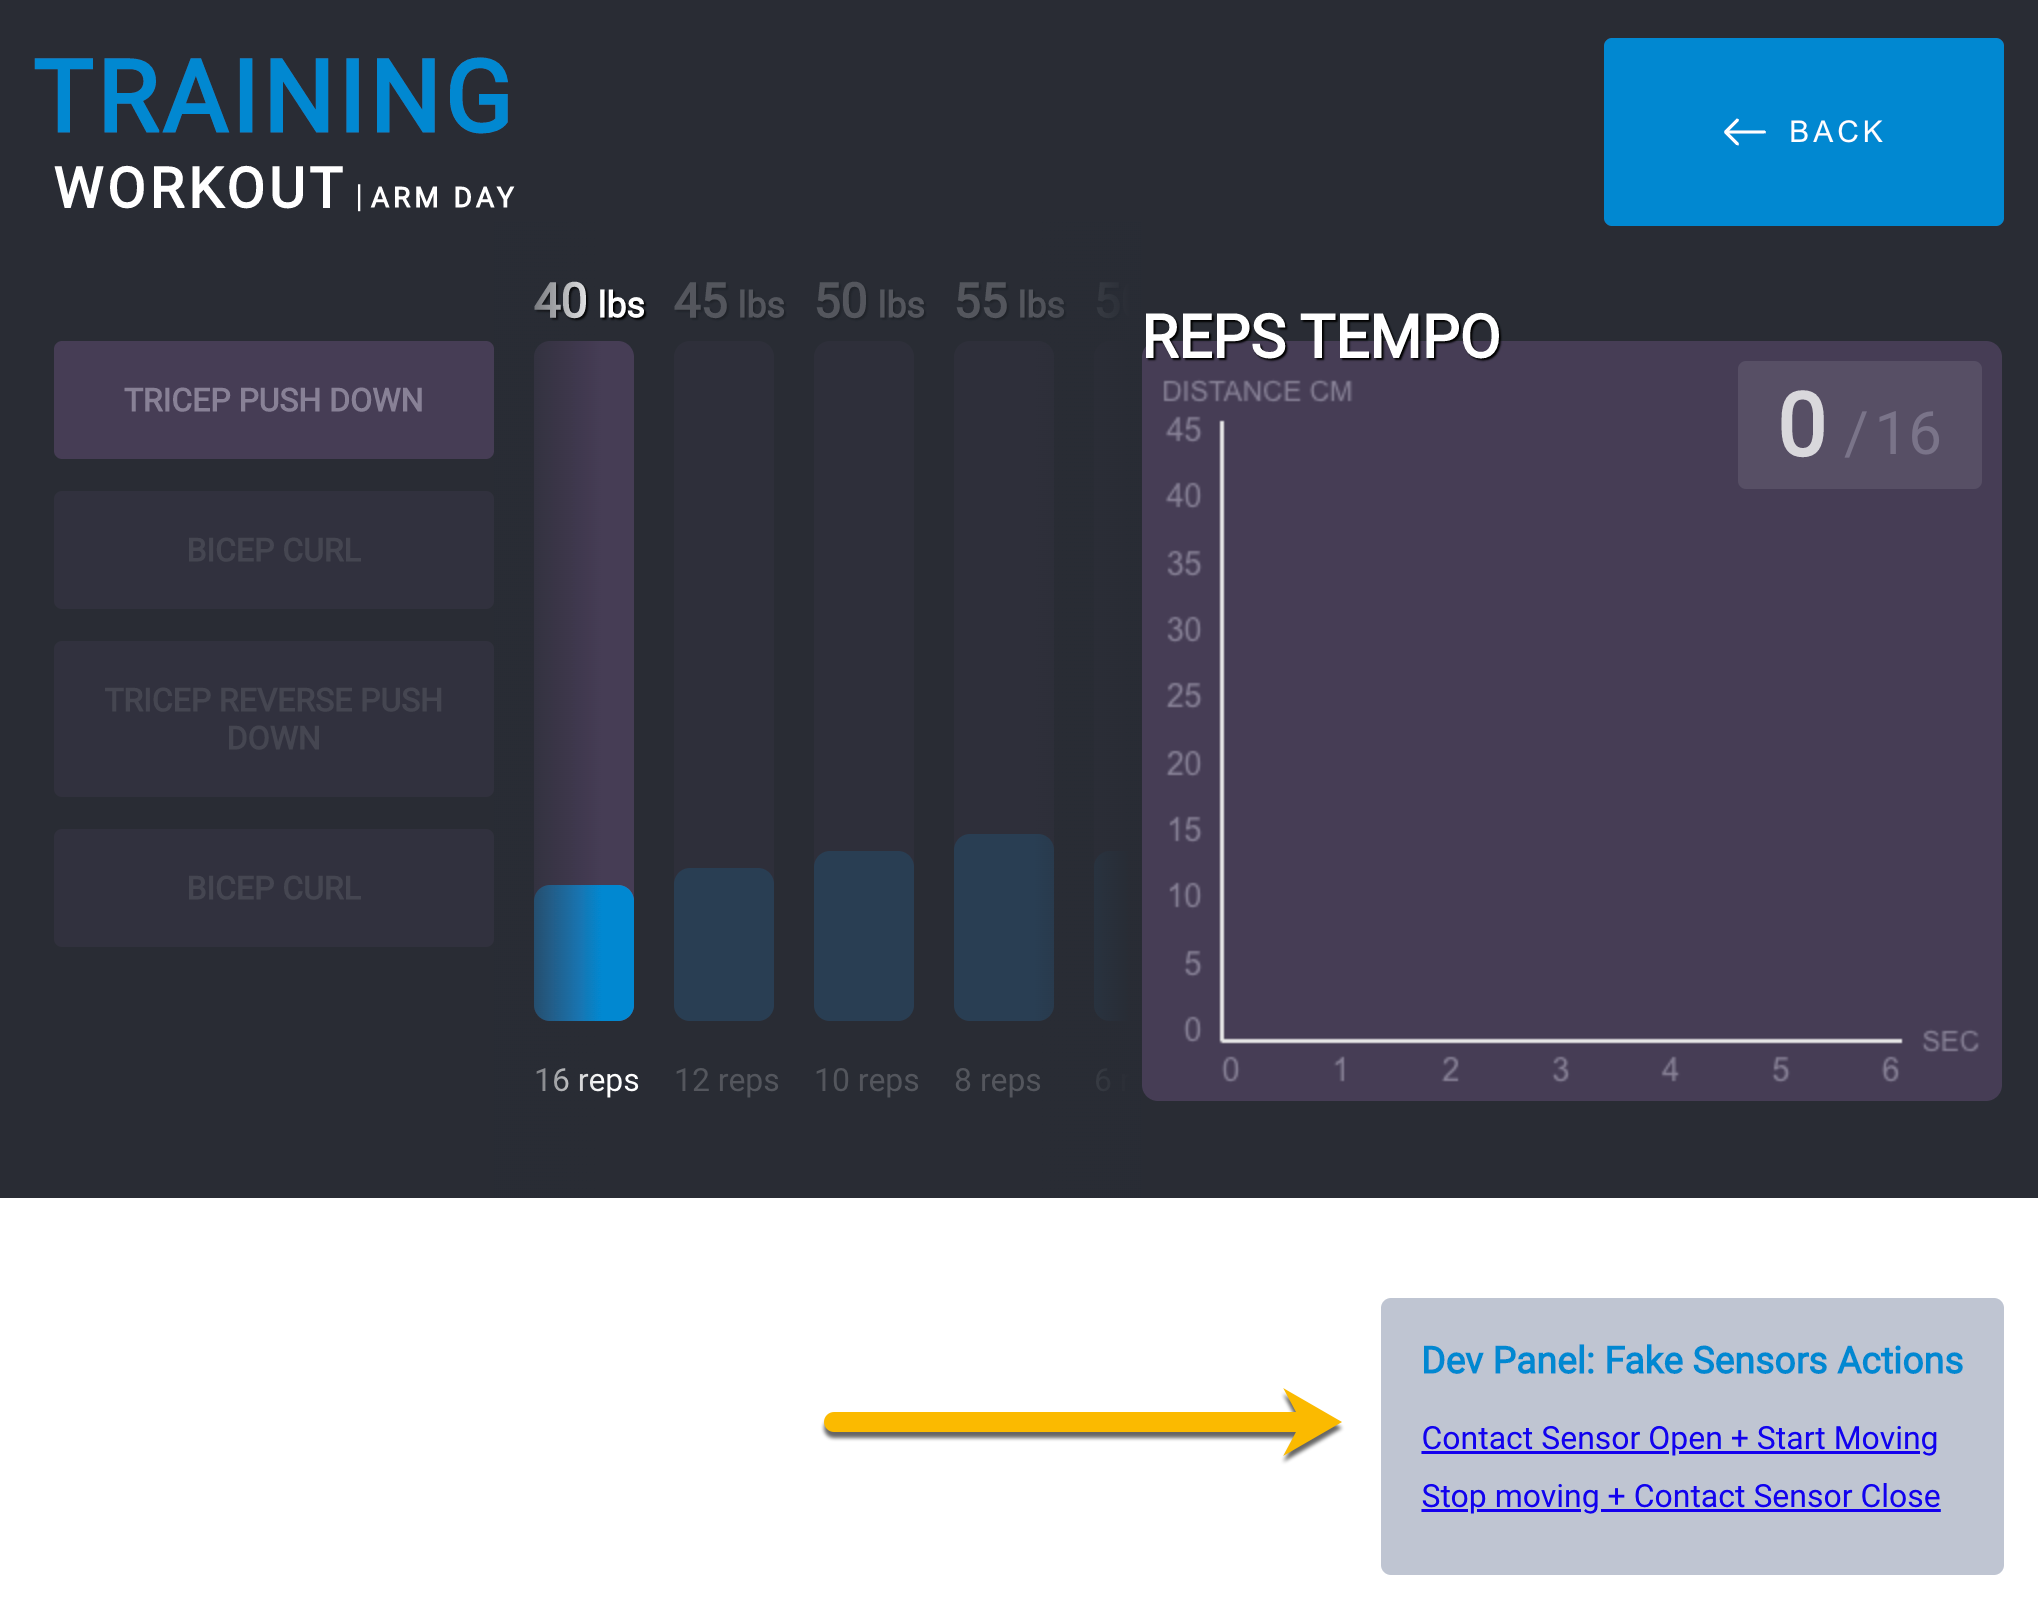 TRAINING
WORKOUT | ARM DAY
BACK
TRICEP PUSH DOWN
BICEP CURL
TRICEP REVERSE PUSH
DOWN
BICEP CURL
40 lbs 45 lbs 50 lbs 55 lbs
16 reps 12 reps 10 reps 8 reps 6
REPS TEMPO
DISTANCE CM
0 / 16
45
40
35
30
25
20
15
10
5
0
0 1 2 3 4 5 6
SEC
Dev Panel: Fake Sensors Actions
Contact Sensor Open + Start Moving
Stop moving + Contact Sensor Close